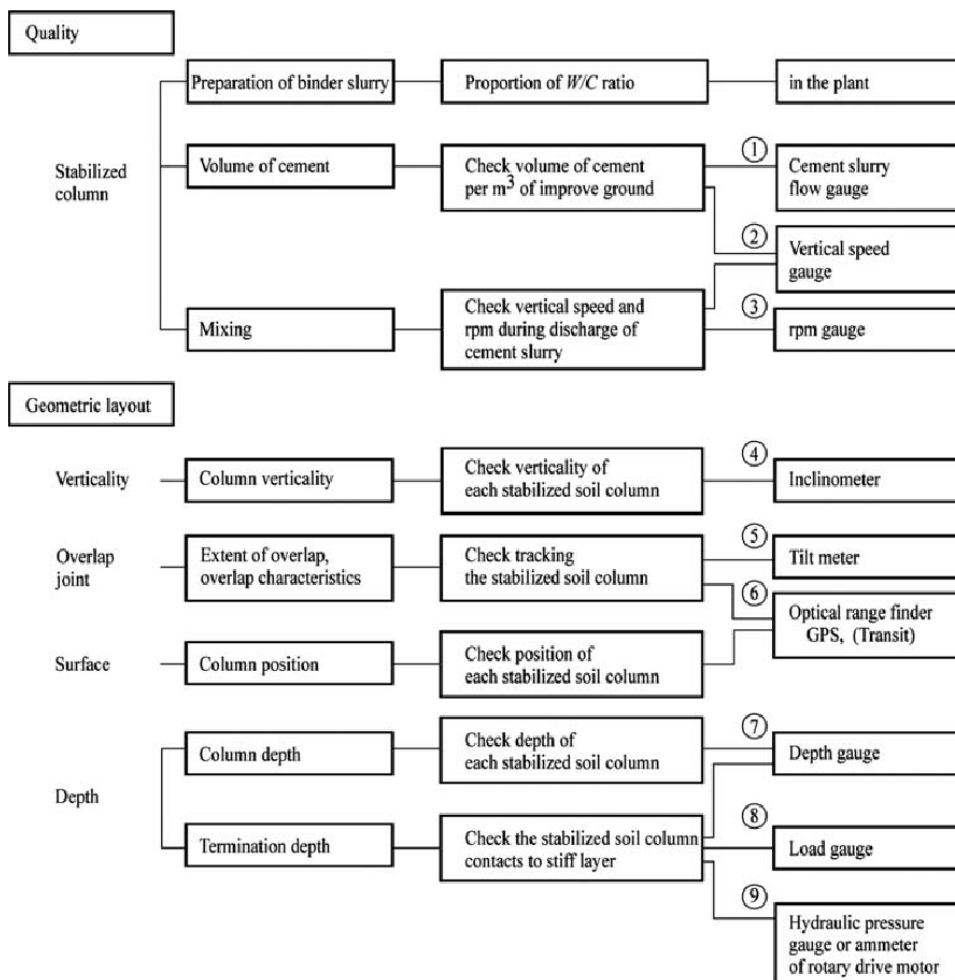 Quality
Preparation of binder slurry
Proportion of W/C ratio
in the plant
Stabilized
column
Volume of cement
Check volume of cement
per m³ of improve ground
①
Cement slurry
flow gauge
②
Vertical speed
gauge
Mixing
Check vertical speed and
rpm during discharge of
cement slurry
③
rpm gauge
Geometric layout
Verticality
Column verticality
Check verticality of
each stabilized soil column
④
Inclinometer
Overlap
joint
Extent of overlap,
overlap characteristics
Check tracking
the stabilized soil column
⑤
Tilt meter
⑥
Optical range finder
GPS, (Transit)
Surface
Column position
Check position of
each stabilized soil column
Depth
Column depth
Check depth of
each stabilized soil column
⑦
Depth gauge
Termination depth
Check the stabilized soil column
contacts to stiff layer
⑧
Load gauge
⑨
Hydraulic pressure
gauge or ammeter
of rotary drive motor